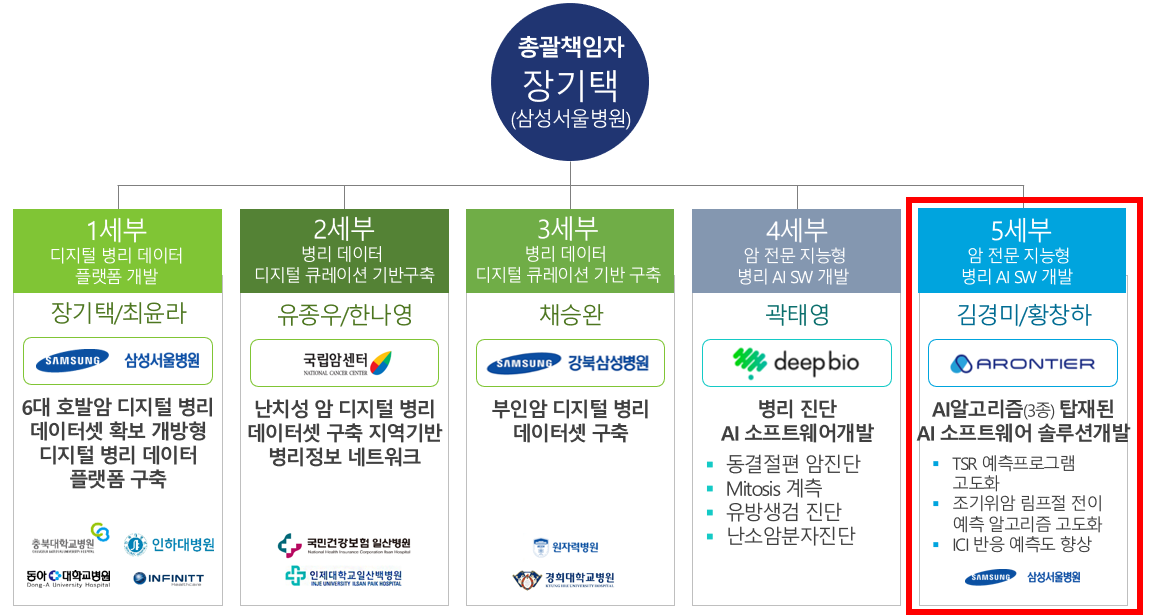 총괄책임자
장기택
(삼성서울병원)
1세부
디지털 병리 데이터
플랫폼 개발
장기택/최윤라
SAMSUNG 삼성서울병원
6대 호발암 디지털 병리
데이터셋 확보 개방형
디지털 병리 데이터
플랫폼 구축
충북대학교병원
인하대병원
동아대학교병원
Dong-A University Hospital
INFINITT
Healthcare
2세부
병리 데이터
디지털 큐레이션 기반구축
유종우/한나영
국립암센터
NATIONAL CANCER CENTER
난치성 암 디지털 병리
데이터셋 구축 지역기반
병리정보 네트워크
국민건강보험 일산병원
National Health Insurance Corporation Ilsan Hospital
인제대학교일산백병원
INJE UNIVERSITY ILSAN PAIK HOSPITAL
3세부
병리 데이터
디지털 큐레이션 기반 구축
채승완
SAMSUNG 강북삼성병원
부인암 디지털 병리
데이터셋 구축
원자력병원
경희대학교병원
KYUNG HEE UNIVERSITY HOSPITAL
4세부
암 전문 지능형
병리 AI SW 개발
곽태영
deepbio
병리 진단
AI 소프트웨어개발
▪ 동결절편 암진단
▪ Mitosis 계측
▪ 유방생검 진단
▪ 난소암분자진단
5세부
암 전문 지능형
병리 AI SW 개발
김경미/황창하
ARONTIER
AI알고리즘(3종) 탑재된
AI 소프트웨어 솔루션개발
▪ TSR 예측프로그램
고도화
▪ 조기위암 림프절 전이
예측 알고리즘 고도화
▪ ICI 반응 예측도 향상
SAMSUNG 삼성서울병원